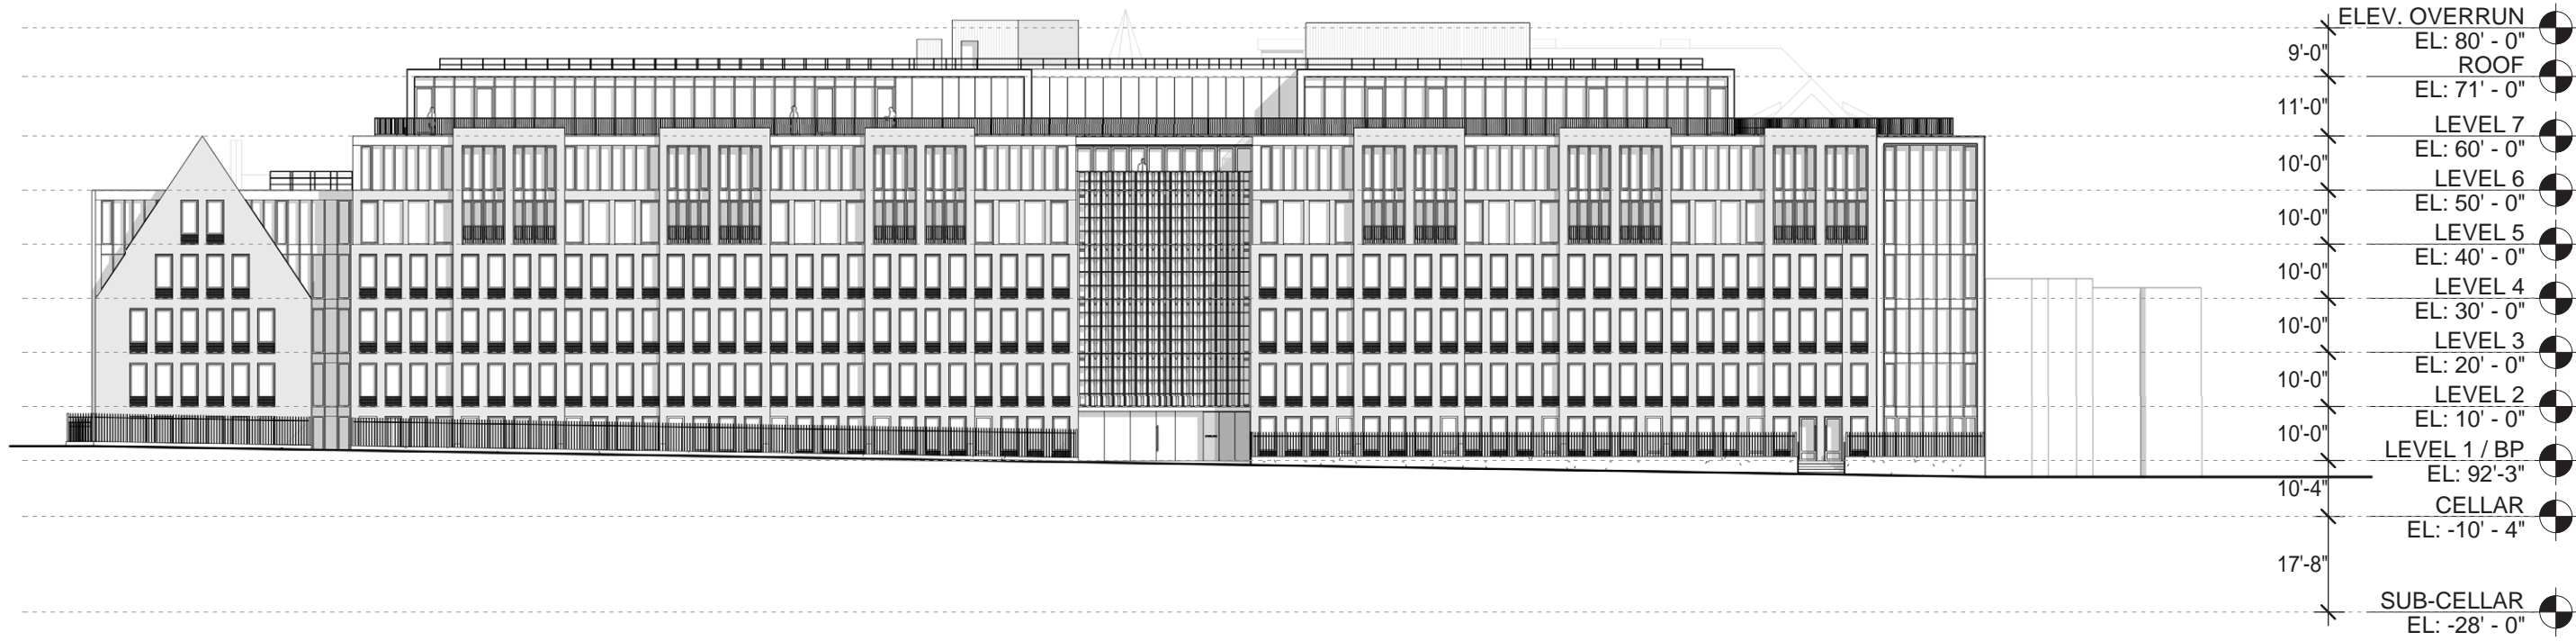 ELEV. OVERRUN
EL: 80' - 0"
9'-0"
ROOF
EL: 71' - 0"
11'-0"
LEVEL 7
EL: 60' - 0"
10'-0"
LEVEL 6
EL: 50' - 0"
10'-0"
LEVEL 5
EL: 40' - 0"
10'-0"
LEVEL 4
EL: 30' - 0"
10'-0"
LEVEL 3
EL: 20' - 0"
10'-0"
LEVEL 2
EL: 10' - 0"
10'-0"
LEVEL 1 / BP
EL: 92'-3"
10'-4"
CELLAR
EL: -10' - 4"
17'-8"
SUB-CELLAR
EL: -28' - 0"